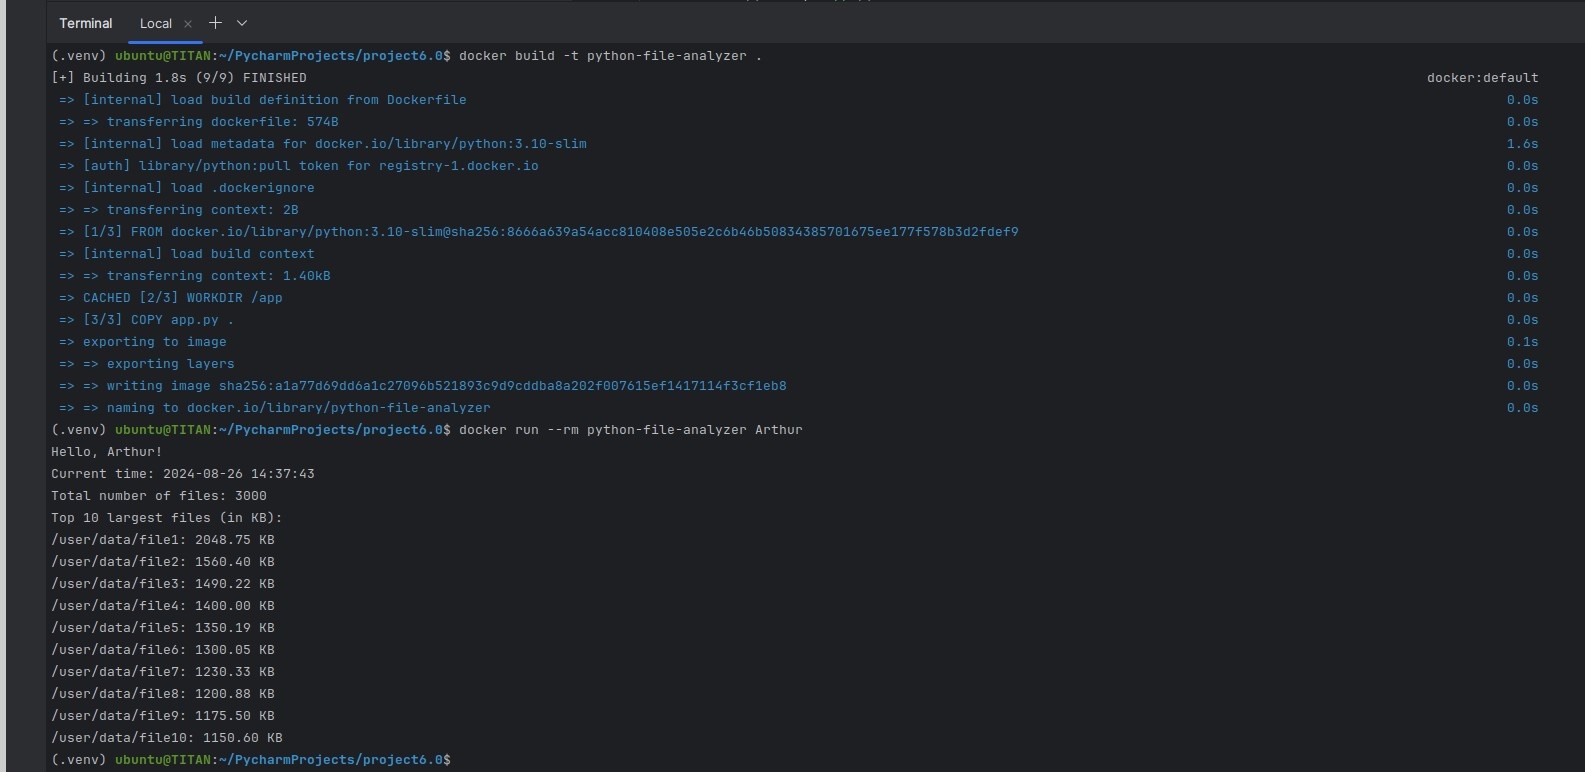 Terminal Local × +
(.venv) ubuntu@TITAN:~/PycharmProjects/project6.0$ docker build -t python-file-analyzer .
[+] Building 1.8s (9/9) FINISHED docker:default
=> [internal] load build definition from Dockerfile 0.0s
=> => transferring dockerfile: 574B 0.0s
=> [internal] load metadata for docker.io/library/python:3.10-slim 1.6s
=> [auth] library/python:pull token for registry-1.docker.io 0.0s
=> [internal] load .dockerignore 0.0s
=> => transferring context: 2B 0.0s
=> [1/3] FROM docker.io/library/python:3.10-slim@sha256:8666a639a54acc810408e505e2c6b46b50834385701675ee177f578b3d2fdef9 0.0s
=> [internal] load build context 0.0s
=> => transferring context: 1.40kB 0.0s
=> CACHED [2/3] WORKDIR /app 0.0s
=> [3/3] COPY app.py . 0.0s
=> exporting to image 0.1s
=> => exporting layers 0.0s
=> => writing image sha256:a1a77d69dd6a1c27096b521893c9d9cddba8a202f007615ef1417114f3cf1eb8 0.0s
=> => naming to docker.io/library/python-file-analyzer 0.0s
(.venv) ubuntu@TITAN:~/PycharmProjects/project6.0$ docker run --rm python-file-analyzer Arthur
Hello, Arthur!
Current time: 2024-08-26 14:37:43
Total number of files: 3000
Top 10 largest files (in KB):
/user/data/file1: 2048.75 KB
/user/data/file2: 1560.40 KB
/user/data/file3: 1490.22 KB
/user/data/file4: 1400.00 KB
/user/data/file5: 1350.19 KB
/user/data/file6: 1300.05 KB
/user/data/file7: 1230.33 KB
/user/data/file8: 1200.88 KB
/user/data/file9: 1175.50 KB
/user/data/file10: 1150.60 KB
(.venv) ubuntu@TITAN:~/PycharmProjects/project6.0$